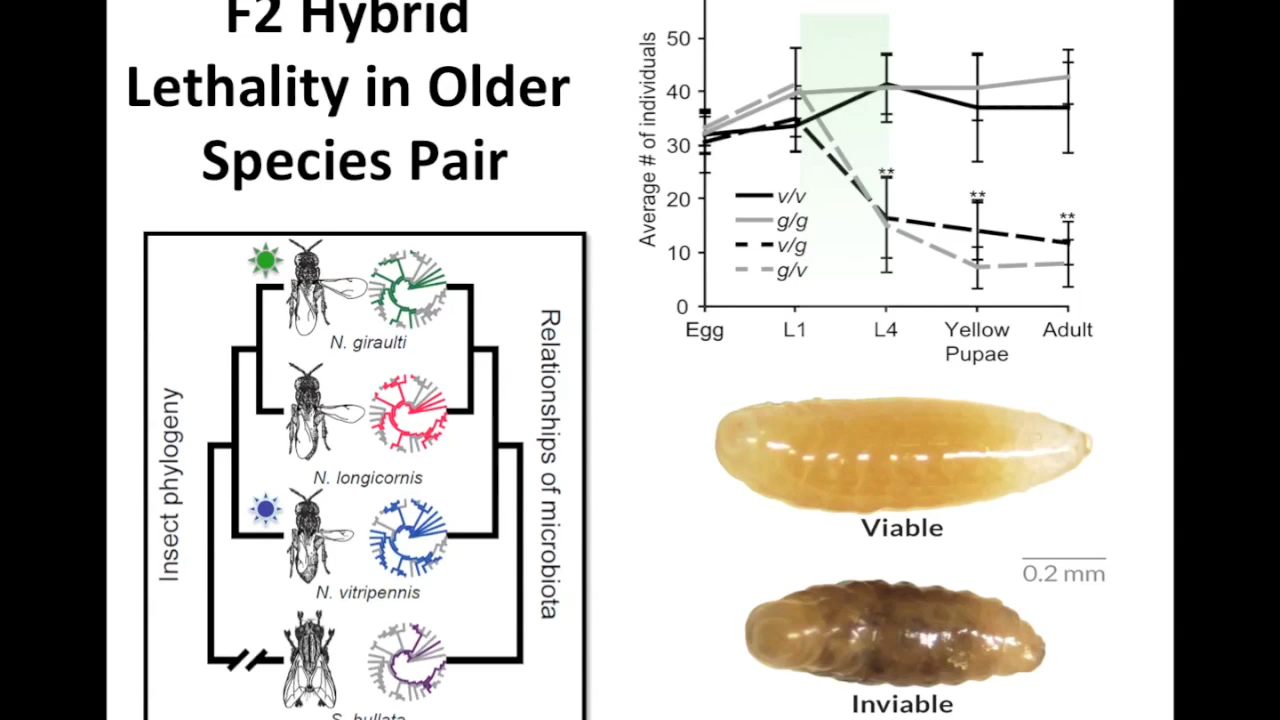 F2 Hybrid
Lethality in Older
Species Pair
Insect phylogeny
N. giraulti
N. longicornis
N. vitripennis
S. bullata
Relationships of microbiota
Average # of individuals
50
40
30
20
10
0
v/v
g/g
v/g
g/v
**
**
**
Egg
L1
L4
Yellow
Pupae
Adult
Viable
0.2 mm
Inviable